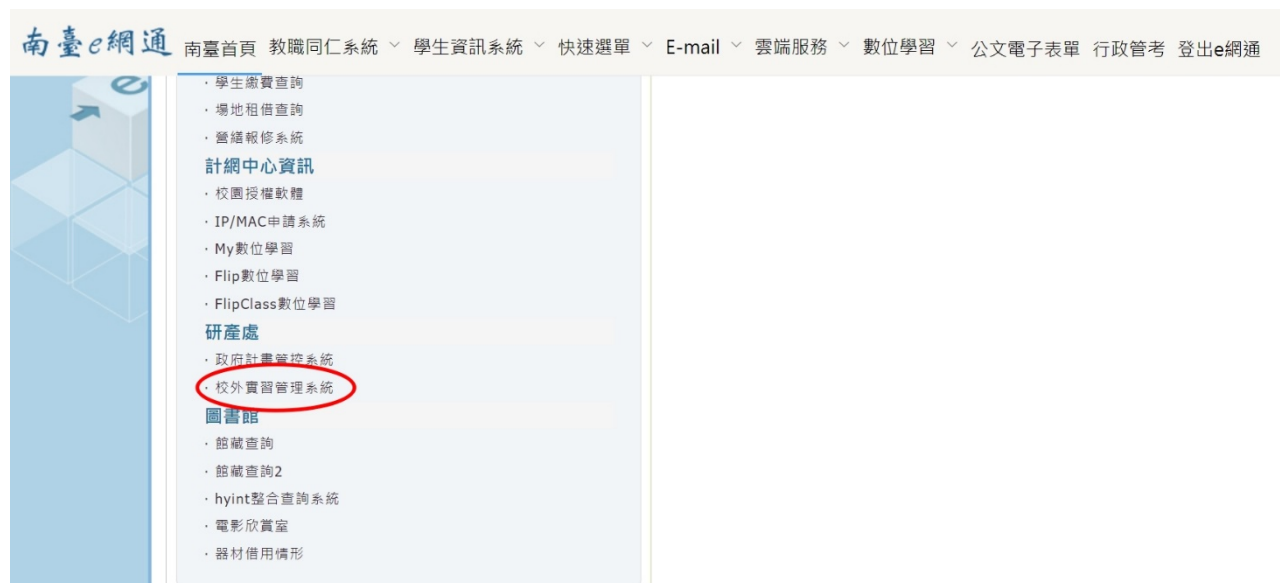 南臺e網通 南臺首頁 教職同仁系統 學生資訊系統 快速選單 E-mail 雲端服務 數位學習 公文電子表單 行政管考 登出e網通
・學生繳費查詢
・場地租借查詢
・營繕報修系統
計網中心資訊
・校園授權軟體
・IP/MAC申請系統
・My數位學習
・Flip數位學習
・FlipClass數位學習
研產處
・政府計畫管控系統
・校外實習管理系統
圖書館
・館藏查詢
・館藏查詢2
・hyint整合查詢系統
・電影欣賞室
・器材借用情形